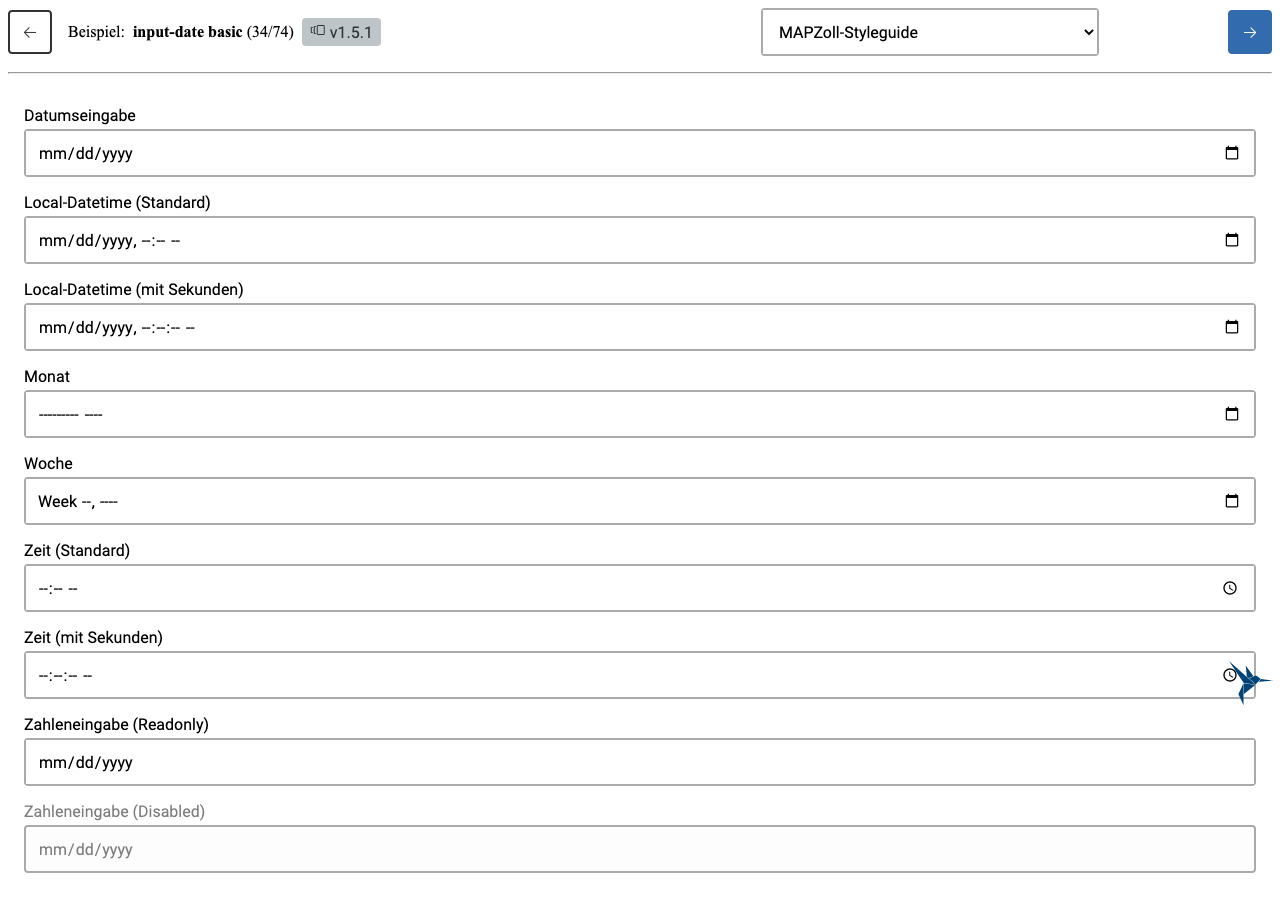 Beispiel: input-date basic (34/74) v1.5.1 MAPZoll-Styleguide
Datumseingabe
mm/dd/yyyy
Local-Datetime (Standard)
mm/dd/yyyy, --:-- --
Local-Datetime (mit Sekunden)
mm/dd/yyyy, --:--:-- --
Monat
--------- ----
Woche
Week --, ----
Zeit (Standard)
--:-- --
Zeit (mit Sekunden)
--:--:-- --
Zahleneingabe (Readonly)
mm/dd/yyyy
Zahleneingabe (Disabled)
mm/dd/yyyy